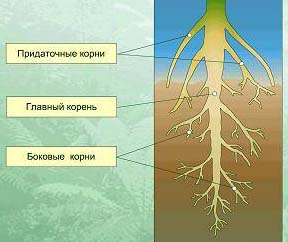 Придаточные корни
Главный корень
Боковые корни